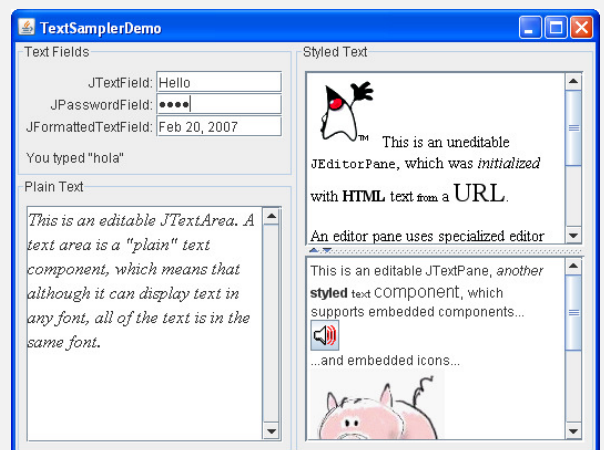 TextSamplerDemo
Text Fields
JTextField: Hello
JPasswordField: ••••
JFormattedTextField: Feb 20, 2007
You typed "hola"
Plain Text
This is an editable JTextArea. A
text area is a "plain" text
component, which means that
although it can display text in
any font, all of the text is in the
same font.
Styled Text
TM This is an uneditable
JEditorPane, which was initialized
with HTML text from a URL.
An editor pane uses specialized editor
This is an editable JTextPane, another
styled text component, which
supports embedded components...
...and embedded icons...